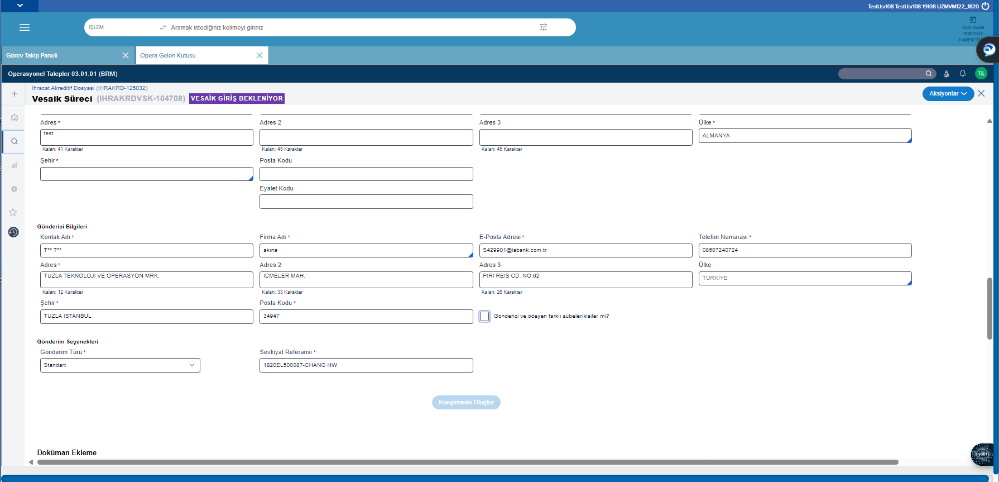 TestUsr108 TestUsr108 19108 UZMVM122_1820
İŞLEM
Aramak istediğiniz kelimeyi giriniz
YAKLAŞAN
PORTFÖY
Görev Takip Paneli
Opera Gelen Kutusu
Operasyonel Talepler 03.01.01 (BRM)
T&
İhracat Akreditif Dosyası (IHRAKRD-125032)
Vesaik Süreci (IHRAKRDVSK-104708) VESAİK GİRİŞ BEKLENİYOR
Aksiyonlar
Adres * Adres 2 Adres 3 Ülke *
test ALMANYA
Kalan: 41 Karakter Kalan: 45 Karakter Kalan: 45 Karakter
Şehir * Posta Kodu
Eyalet Kodu
Gönderici Bilgileri
Kontak Adı * Firma Adı * E-Posta Adresi * Telefon Numarası *
T** T** akına S429901@isbank.com.tr 08507240724
Adres * Adres 2 Adres 3 Ülke
TUZLA TEKNOLOJI VE OPERASYON MRK. ICMELER MAH. PIRI REIS CD. NO:62 TÜRKİYE
Kalan: 12 Karakter Kalan: 33 Karakter Kalan: 26 Karakter
Şehir * Posta Kodu *
TUZLA ISTANBUL 34947 Gonderici ve odeyen farklı subeler/kisiler mi?
Gönderim Seçenekleri
Gönderim Türü * Sevkiyat Referansı *
Standart 1820EL500087-CHANG HW
Konşimento Oluştur
Doküman Ekleme
İşGPT